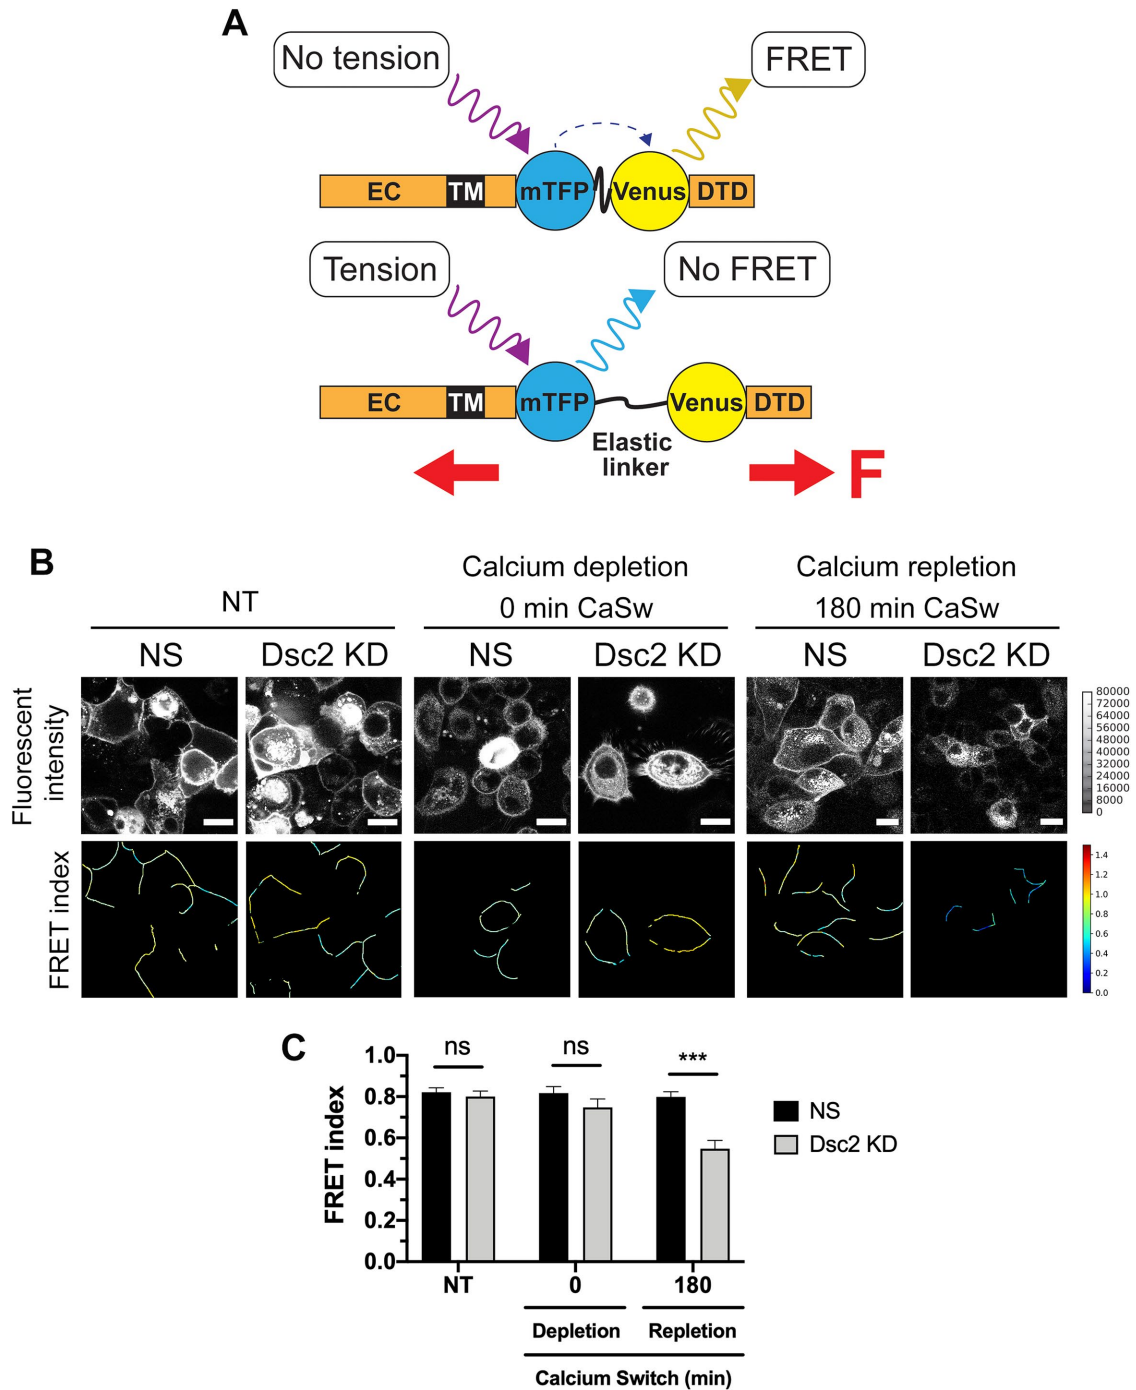 A
No tension
FRET
EC TM mTFP Venus DTD
Tension
No FRET
EC TM mTFP Venus DTD
Elastic
linker
F
B
NT
Calcium depletion
0 min CaSw
Calcium repletion
180 min CaSw
NS Dsc2 KD NS Dsc2 KD NS Dsc2 KD
Fluorescent
intensity
80000
72000
64000
56000
48000
40000
32000
24000
16000
8000
0
FRET index
1.4
1.2
1.0
0.8
0.6
0.4
0.2
0.0
C
ns ns ***
FRET index
1.0
0.8
0.6
0.4
0.2
0.0
NS
Dsc2 KD
NT 0 180
Depletion Repletion
Calcium Switch (min)